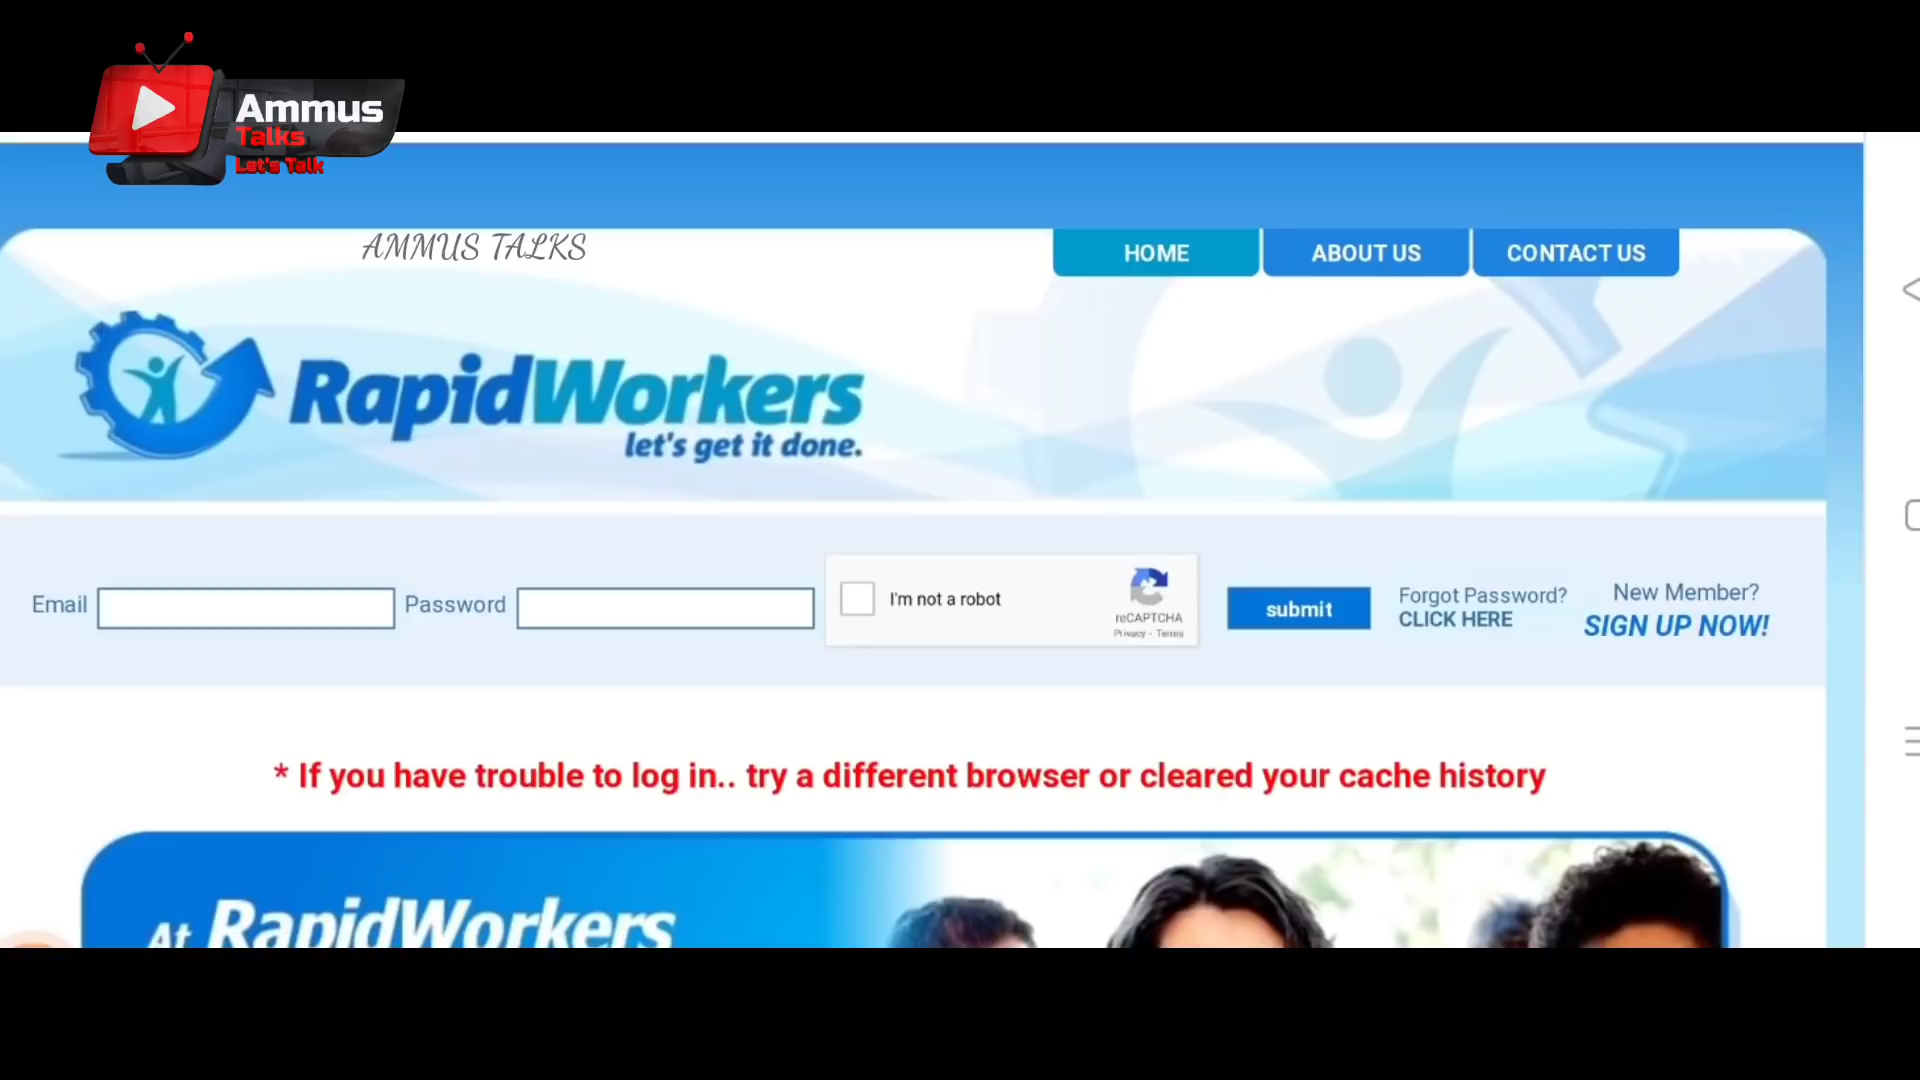 Ammus
Talks
Let's Talk
AMMUS TALKS
HOME ABOUT US CONTACT US
RapidWorkers
let's get it done.
Email Password I'm not a robot reCAPTCHA Privacy - Terms submit Forgot Password? CLICK HERE New Member? SIGN UP NOW!
* If you have trouble to log in.. try a different browser or cleared your cache history
At RapidWorkers